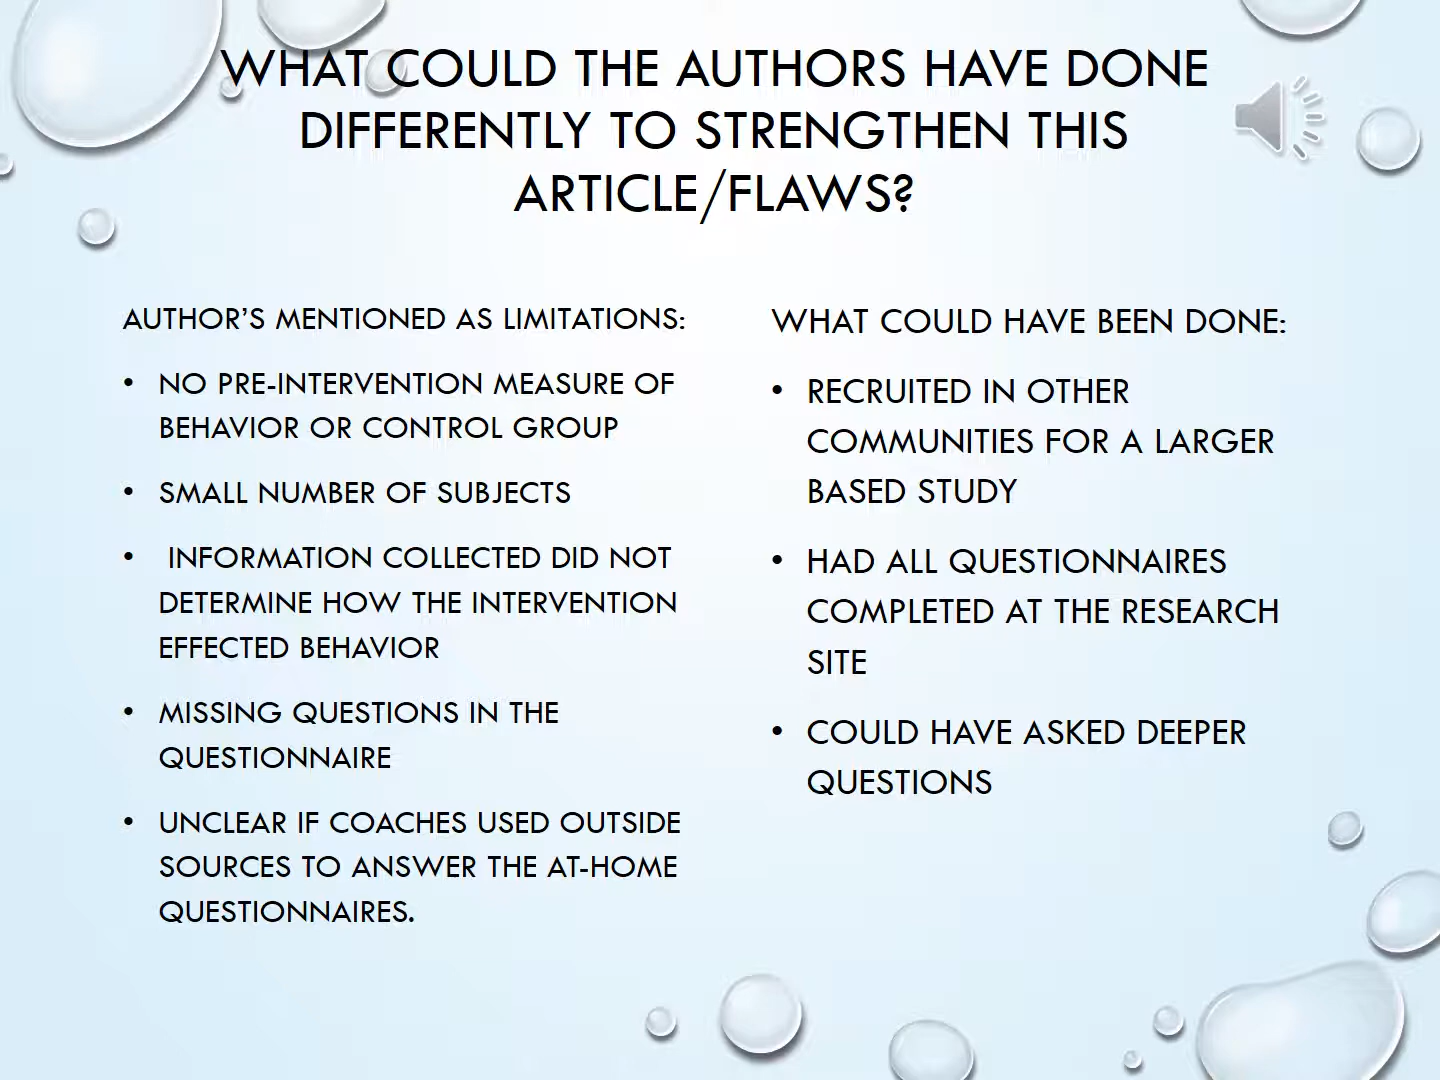 WHAT COULD THE AUTHORS HAVE DONE
DIFFERENTLY TO STRENGTHEN THIS
ARTICLE/FLAWS?
AUTHOR’S MENTIONED AS LIMITATIONS:
• NO PRE-INTERVENTION MEASURE OF
BEHAVIOR OR CONTROL GROUP
• SMALL NUMBER OF SUBJECTS
• INFORMATION COLLECTED DID NOT
DETERMINE HOW THE INTERVENTION
EFFECTED BEHAVIOR
• MISSING QUESTIONS IN THE
QUESTIONNAIRE
• UNCLEAR IF COACHES USED OUTSIDE
SOURCES TO ANSWER THE AT-HOME
QUESTIONNAIRES.
WHAT COULD HAVE BEEN DONE:
• RECRUITED IN OTHER
COMMUNITIES FOR A LARGER
BASED STUDY
• HAD ALL QUESTIONNAIRES
COMPLETED AT THE RESEARCH
SITE
• COULD HAVE ASKED DEEPER
QUESTIONS